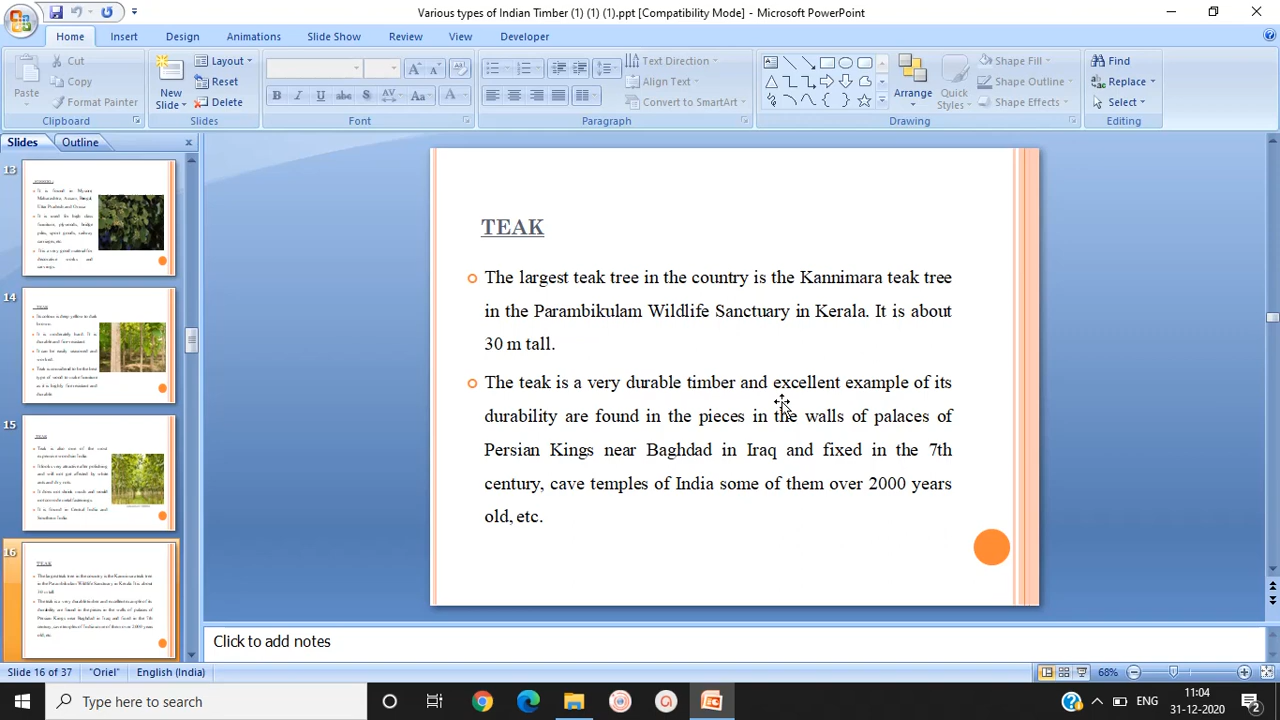 Various types of Indian Timber (1) (1) (1).ppt [Compatibility Mode] - Microsoft PowerPoint
Home Insert Design Animations Slide Show Review View Developer
Cut
Copy
Format Painter
Paste
Clipboard
New Slide
Layout
Reset
Delete
Slides
Font
Text Direction
Align Text
Convert to SmartArt
Paragraph
Arrange
Quick Styles
Shape Fill
Shape Outline
Shape Effects
Drawing
Find
Replace
Select
Editing
Slides Outline
13
14
15
16
TEAK
The largest teak tree in the country is the Kannimara teak tree
in the Parambikulam Wildlife Sanctuary in Kerala. It is about
30 m tall.
The teak is a very durable timber and excellent example of its
durability are found in the pieces in the walls of palaces of
Persian Kings near Baghdad in Iraq and fixed in the 7th
century, cave temples of India some of them over 2000 years
old, etc.
Click to add notes
Slide 16 of 37 "Oriel" English (India) 68%
Type here to search
ENG
11:04
31-12-2020
2